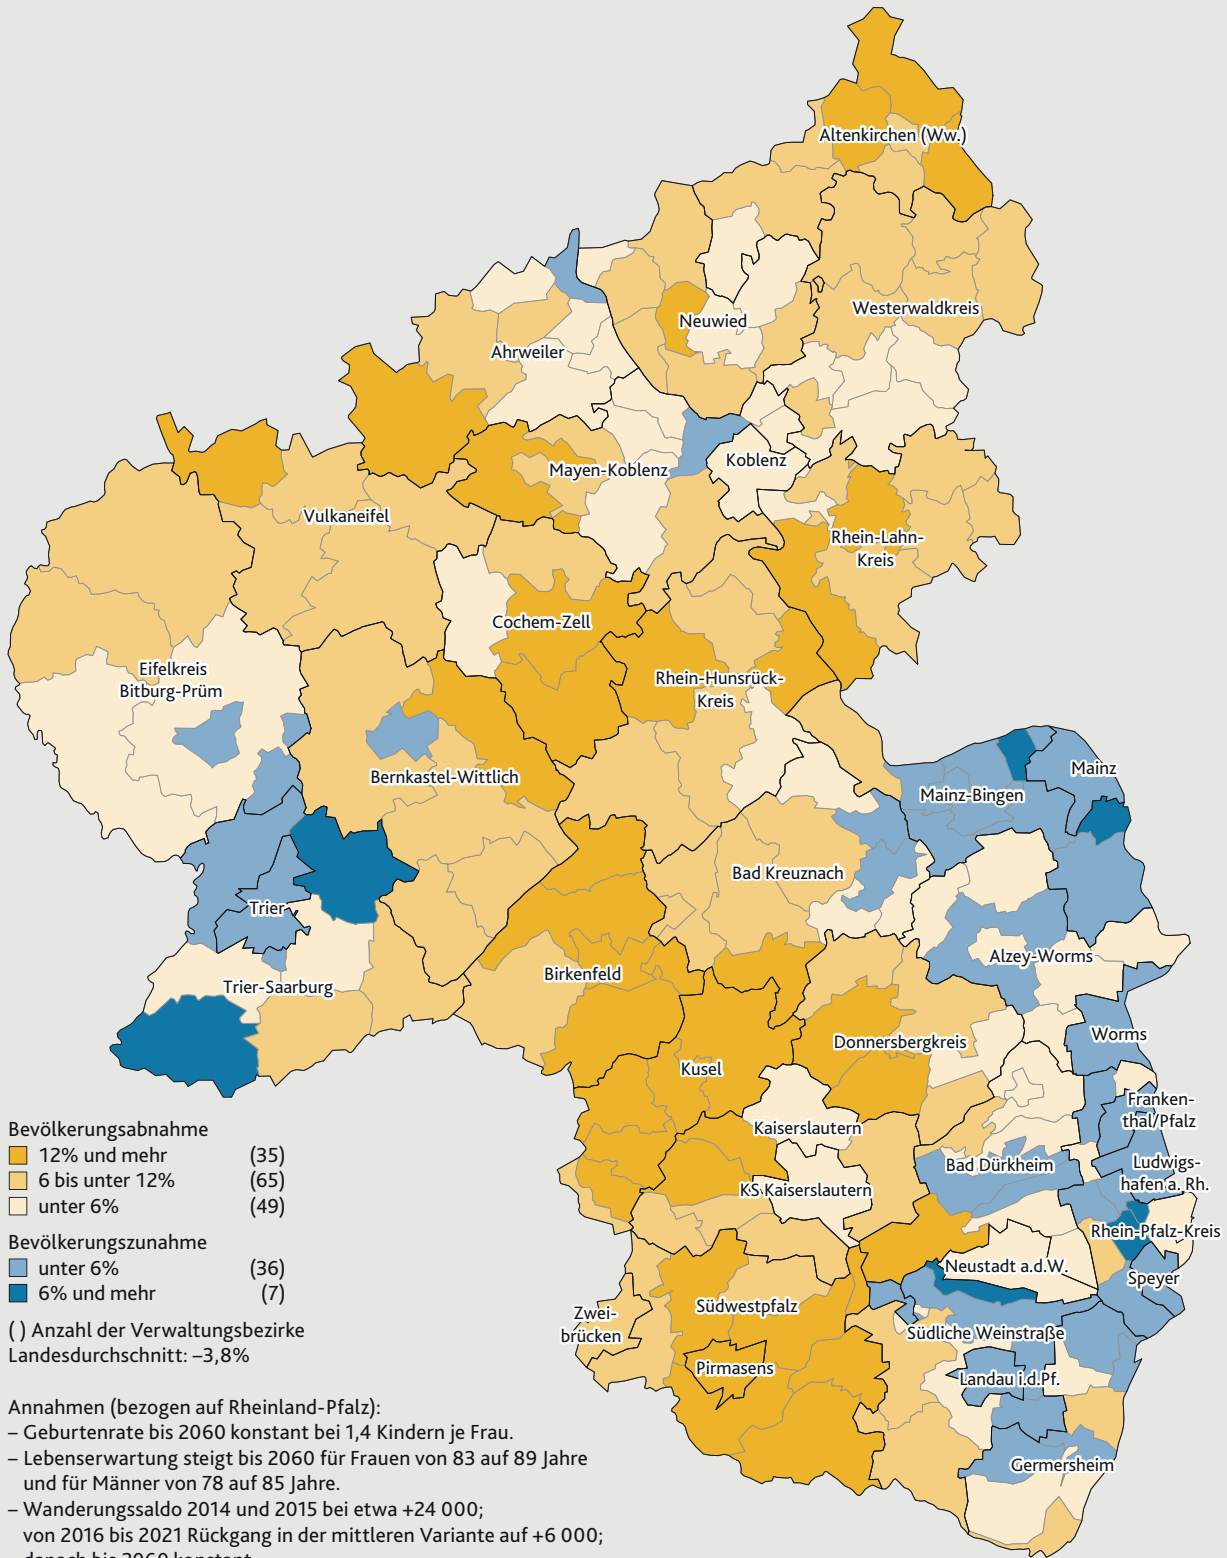 Altenkirchen (Ww.)
Westerwaldkreis
Neuwied
Ahrweiler
Koblenz
Mayen-Koblenz
Vulkaneifel
Rhein-Lahn-
Kreis
Cochem-Zell
Eifelkreis
Bitburg-Prüm
Rhein-Hunsrück-
Kreis
Bernkastel-Wittlich
Mainz
Mainz-Bingen
Bad Kreuznach
Trier
Alzey-Worms
Birkenfeld
Trier-Saarburg
Worms
Donnersbergkreis
Kusel
Franken-
thal/Pfalz
Kaiserslautern
Bad Dürkheim
Ludwigs-
hafen a. Rh.
KS Kaiserslautern
Rhein-Pfalz-Kreis
Neustadt a.d.W.
Speyer
Südwestpfalz
Zwei-
brücken
Südliche Weinstraße
Pirmasens
Landau i.d.Pf.
Germersheim
Bevölkerungsabnahme
12% und mehr (35)
6 bis unter 12% (65)
unter 6% (49)
Bevölkerungszunahme
unter 6% (36)
6% und mehr (7)
( ) Anzahl der Verwaltungsbezirke
Landesdurchschnitt: –3,8%
Annahmen (bezogen auf Rheinland-Pfalz):
– Geburtenrate bis 2060 konstant bei 1,4 Kindern je Frau.
– Lebenserwartung steigt bis 2060 für Frauen von 83 auf 89 Jahre
und für Männer von 78 auf 85 Jahre.
– Wanderungssaldo 2014 und 2015 bei etwa +24 000;
von 2016 bis 2021 Rückgang in der mittleren Variante auf +6 000;
danach bis 2060 konstant.